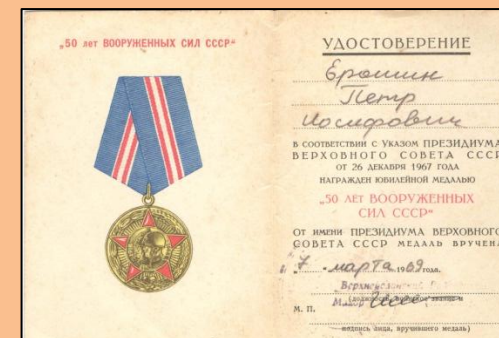 „50 лет ВООРУЖЕННЫХ СИЛ СССР“
УДОСТОВЕРЕНИЕ
Ерошин
Петр
Иосифович
В СООТВЕТСТВИИ С УКАЗОМ ПРЕЗИДИУМА
ВЕРХОВНОГО СОВЕТА СССР
ОТ 26 ДЕКАБРЯ 1967 ГОДА
НАГРАЖДЕН ЮБИЛЕЙНОЙ МЕДАЛЬЮ
„50 ЛЕТ ВООРУЖЕННЫХ
СИЛ СССР“
ОТ ИМЕНИ ПРЕЗИДИУМА ВЕРХОВНОГО
СОВЕТА СССР МЕДАЛЬ ВРУЧЕНА
7 марта 1969 года.
М. П.
(подпись лица, вручившего медаль)